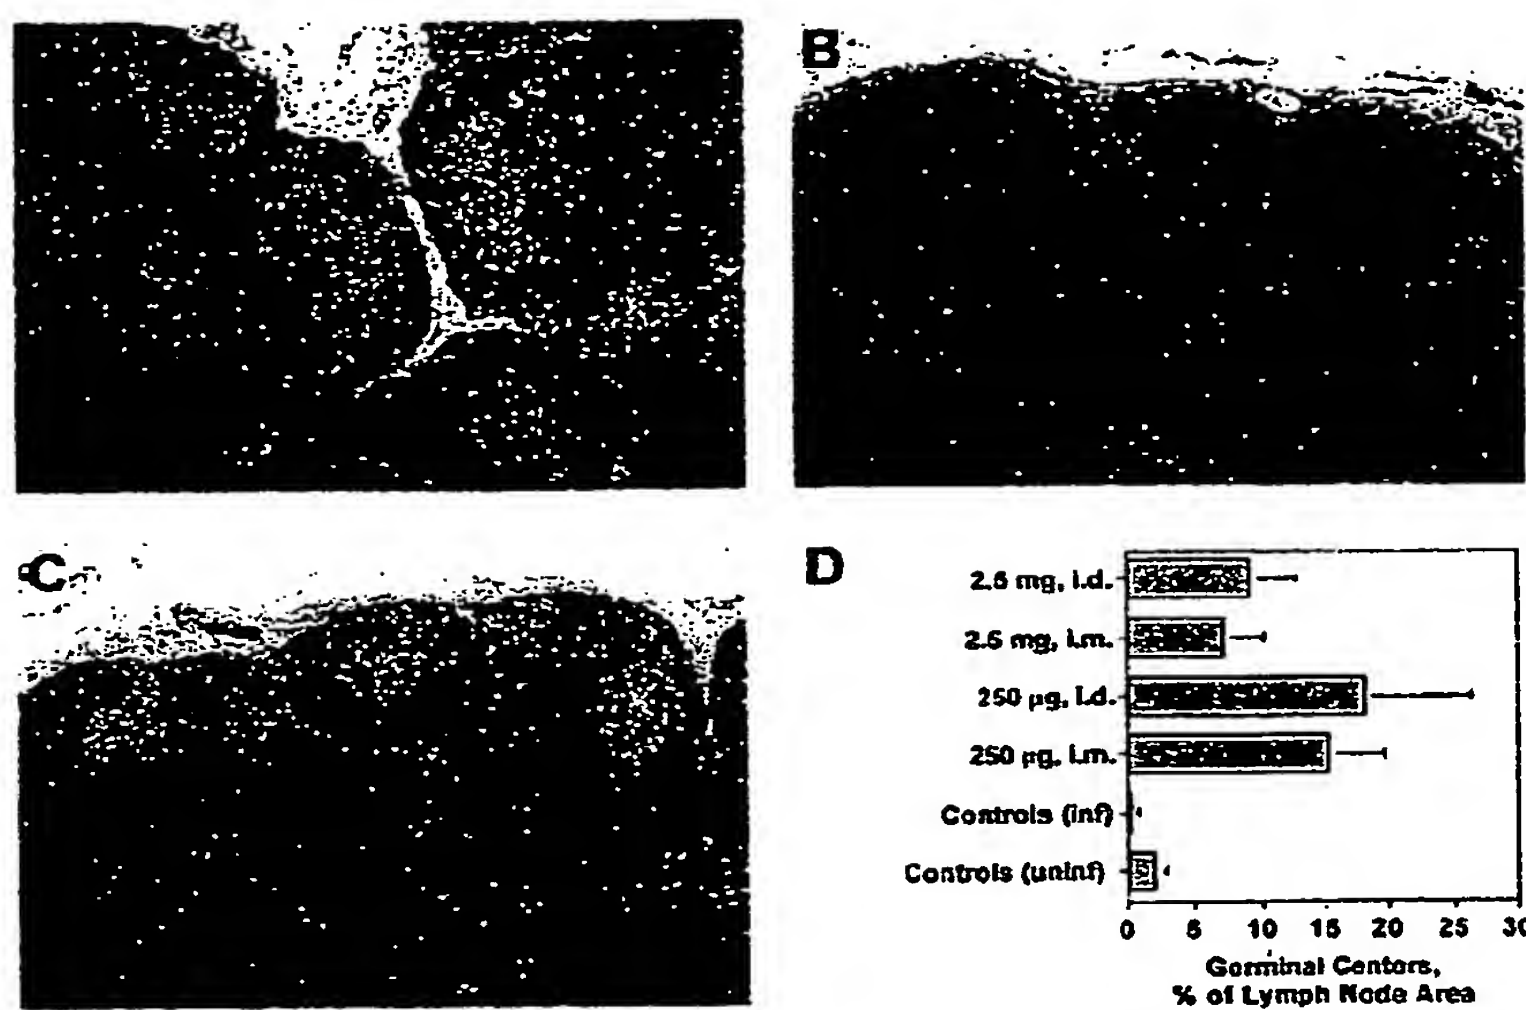 B
C
D
2.5 mg, i.d.
2.5 mg, i.m.
250 µg, i.d.
250 µg, i.m.
Controls (inf)
Controls (uninf)
0 5 10 15 20 25 30
Germinal Centers,
% of Lymph Node Area